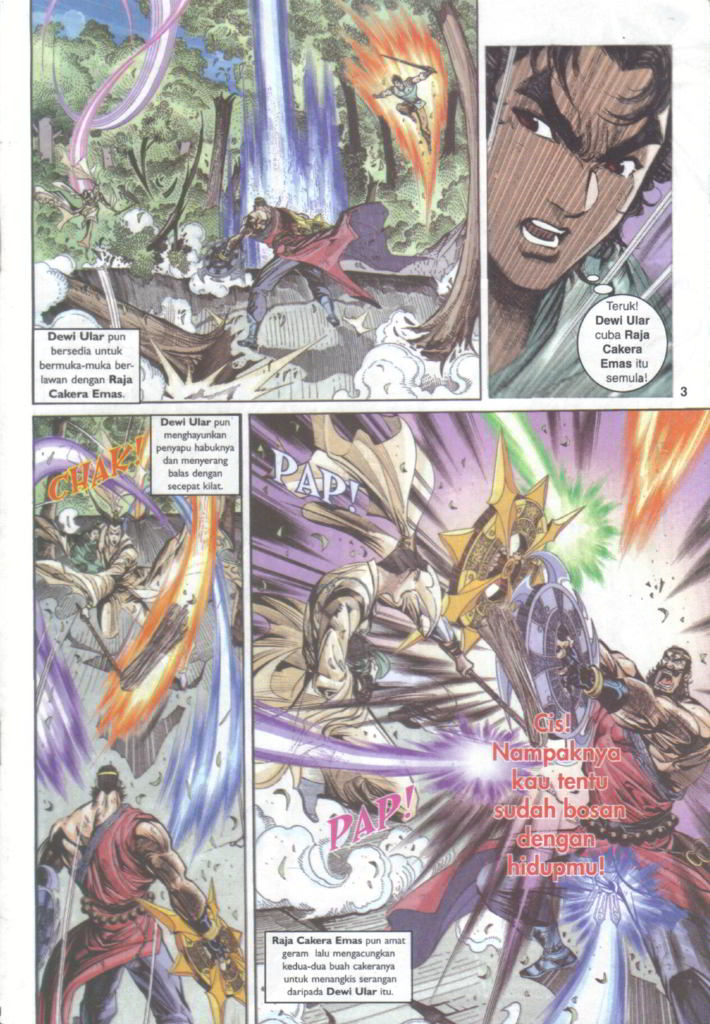 Dewi Ular pun
bersedia untuk
bermuka-muka ber-
lawan dengan Raja
Cakera Emas.
Teruk!
Dewi Ular
cuba Raja
Cakera
Emas itu
semula!
3
CHAK!
Dewi Ular pun
menghayunkan
penyapu habuknya
dan menyerang
balas dengan
secepat kilat.
PAP!
Cis!
Nampaknya
kau tentu
sudah bosan
dengan
hidupmu!
PAP!
Raja Cakera Emas pun amat
geram lalu mengacungkan
kedua-dua buah cakeranya
untuk menangkis serangan
daripada Dewi Ular itu.